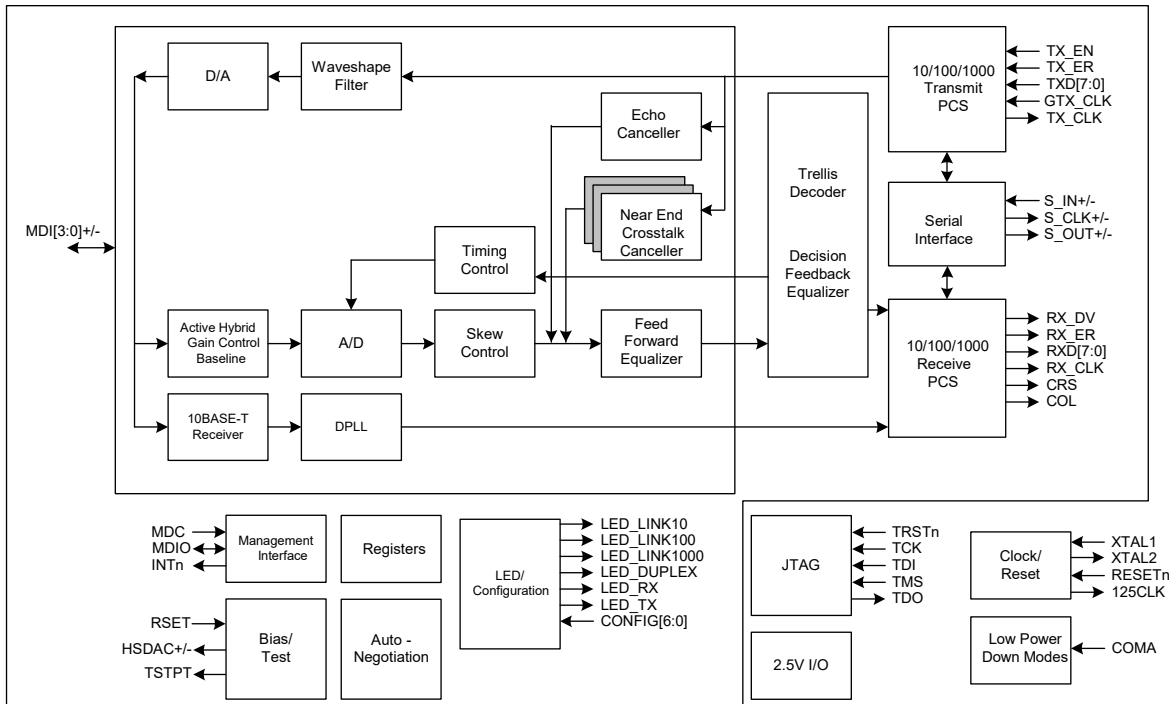 D/A
Waveshape
Filter
10/100/1000
Transmit
PCS
TX_EN
TX_ER
TXD[7:0]
GTX_CLK
TX_CLK
Echo
Canceller
Trellis
Decoder
Decision
Feedback
Equalizer
Near End
Crosstalk
Canceller
Serial
Interface
S_IN+/-
S_CLK+/-
S_OUT+/-
MDI[3:0]+/-
Timing
Control
Active Hybrid
Gain Control
Baseline
A/D
Skew
Control
Feed
Forward
Equalizer
10/100/1000
Receive
PCS
RX_DV
RX_ER
RXD[7:0]
RX_CLK
CRS
COL
10BASE-T
Receiver
DPLL
MDC
MDIO
INTn
Management
Interface
Registers
LED/
Configuration
LED_LINK10
LED_LINK100
LED_LINK1000
LED_DUPLEX
LED_RX
LED_TX
CONFIG[6:0]
JTAG
TRSTn
TCK
TDI
TMS
TDO
Clock/
Reset
XTAL1
XTAL2
RESETn
125CLK
RSET
HSDAC+/-
TSTPT
Bias/
Test
Auto -
Negotiation
2.5V I/O
Low Power
Down Modes
COMA